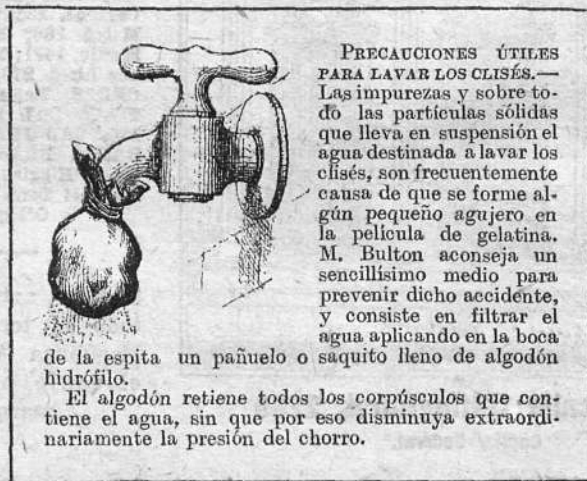 PRECAUCIONES ÚTILES
PARA LAVAR LOS CLISÉS.—
Las impurezas y sobre to-
do las partículas sólidas
que lleva en suspensión el
agua destinada a lavar los
clisés, son frecuentemente
causa de que se forme al-
gún pequeño agujero en
la película de gelatina.
M. Bulton aconseja un
sencillísimo medio para
prevenir dicho accidente,
y consiste en filtrar el
agua aplicando en la boca
de la espita un pañuelo o saquito lleno de algodón
hidrófilo.
El algodón retiene todos los corpúsculos que con-
tiene el agua, sin que por eso disminuya extraordi-
nariamente la presión del chorro.